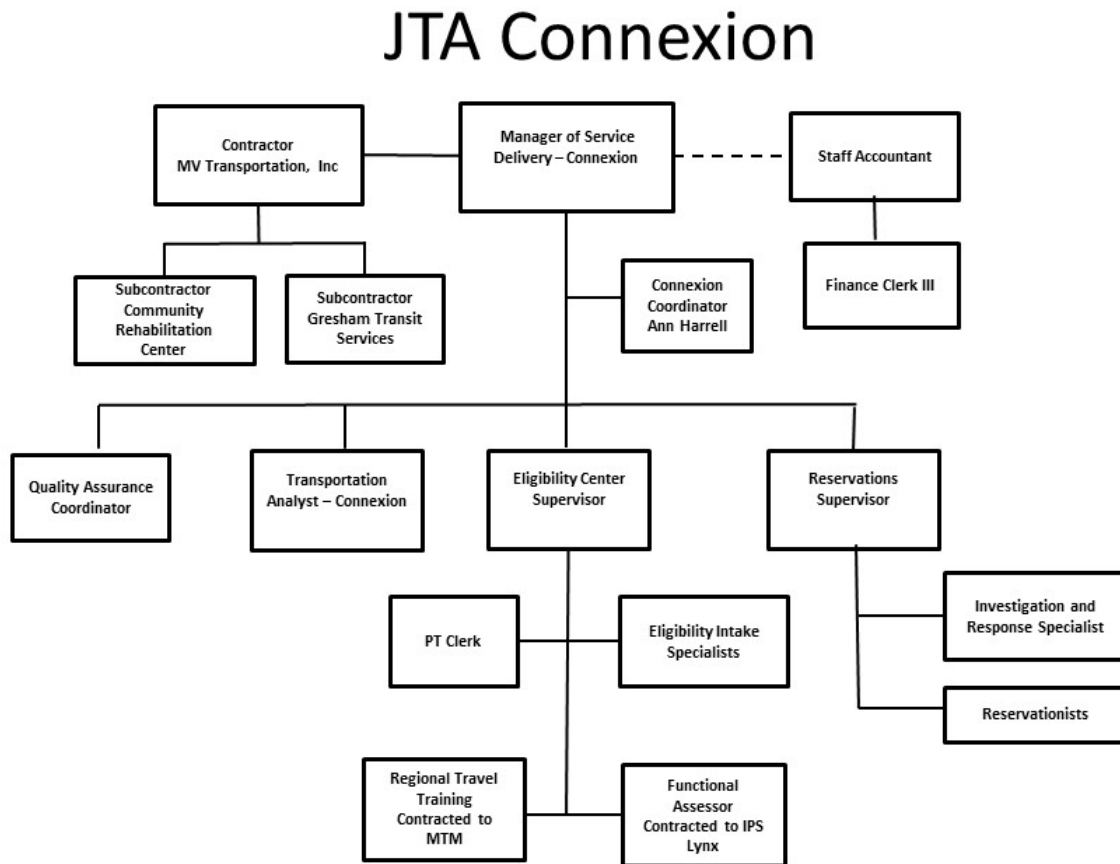 JTA Connexion
Contractor
MV Transportation, Inc
Manager of Service
Delivery – Connexion
Staff Accountant
Subcontractor
Community
Rehabilitation
Center
Subcontractor
Gresham Transit
Services
Connexion
Coordinator
Ann Harrell
Finance Clerk III
Quality Assurance
Coordinator
Transportation
Analyst – Connexion
Eligibility Center
Supervisor
Reservations
Supervisor
PT Clerk
Eligibility Intake
Specialists
Investigation and
Response Specialist
Reservationists
Regional Travel
Training
Contracted to
MTM
Functional
Assessor
Contracted to IPS
Lynx